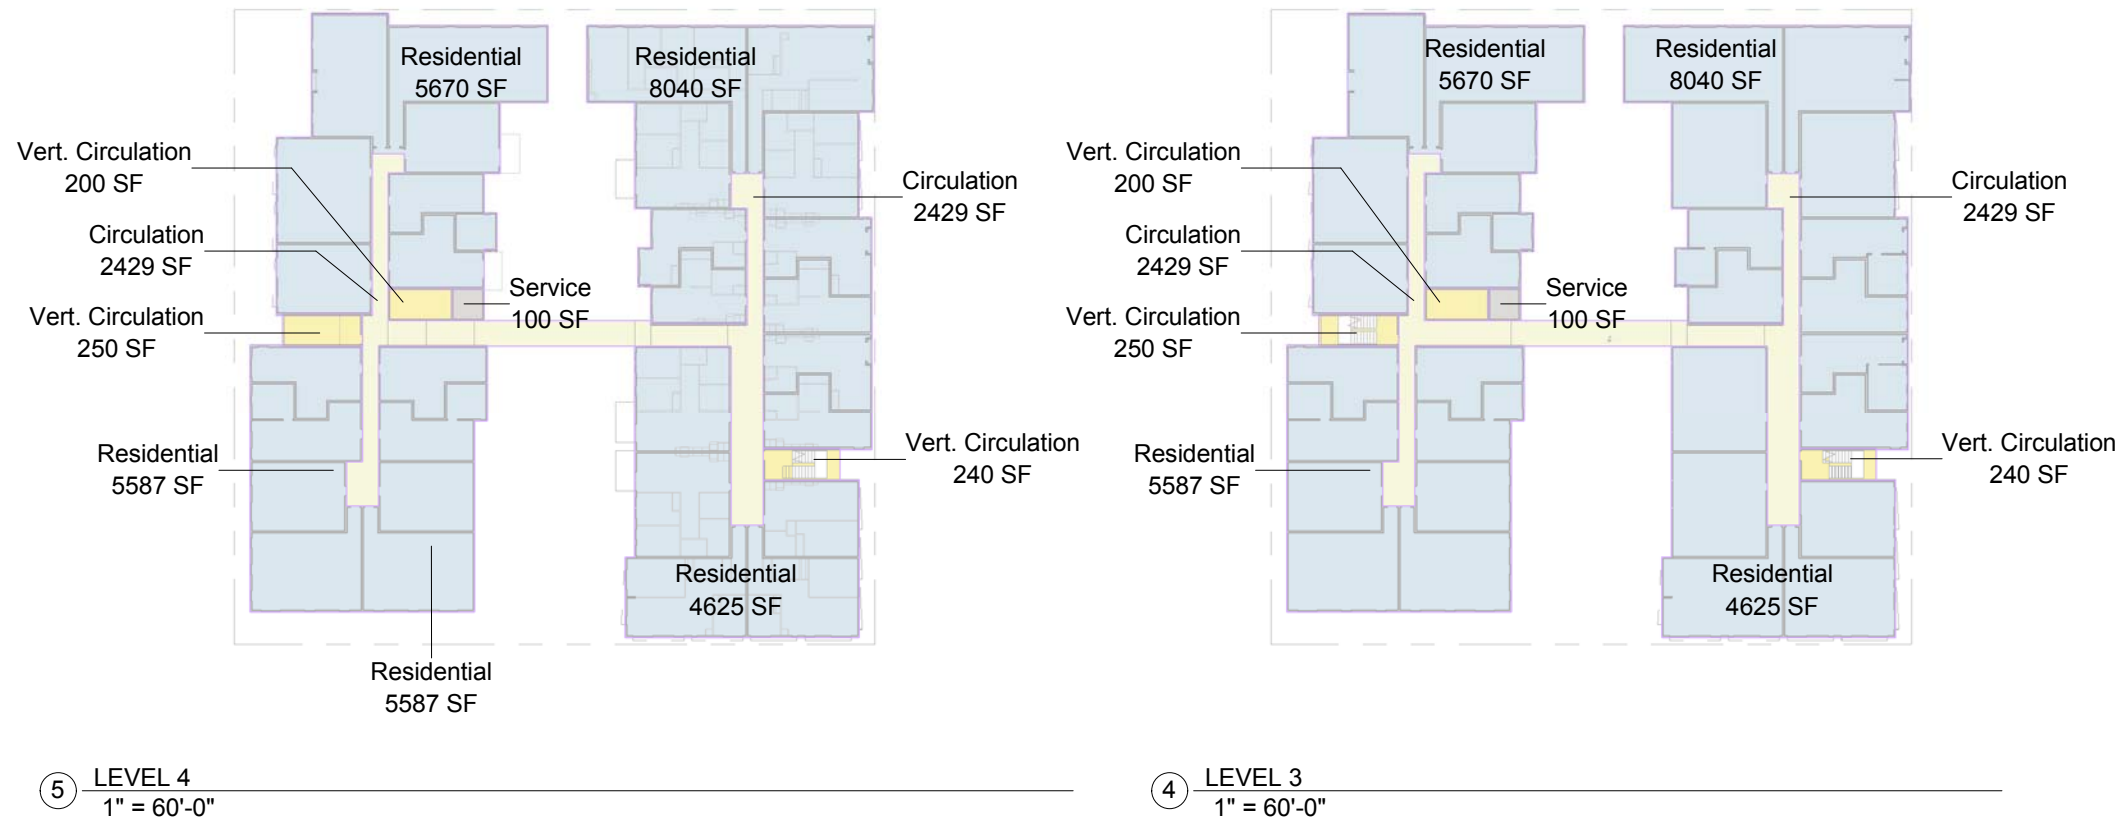 Residential
5670 SF
Residential
8040 SF
Vert. Circulation
200 SF
Circulation
2429 SF
Circulation
2429 SF
Service
100 SF
Vert. Circulation
250 SF
Residential
5587 SF
Vert. Circulation
240 SF
Residential
4625 SF
Residential
5587 SF
5
LEVEL 4
1" = 60'-0"
Residential
5670 SF
Residential
8040 SF
Vert. Circulation
200 SF
Circulation
2429 SF
Circulation
2429 SF
Service
100 SF
Vert. Circulation
250 SF
Residential
5587 SF
Vert. Circulation
240 SF
Residential
4625 SF
4
LEVEL 3
1" = 60'-0"